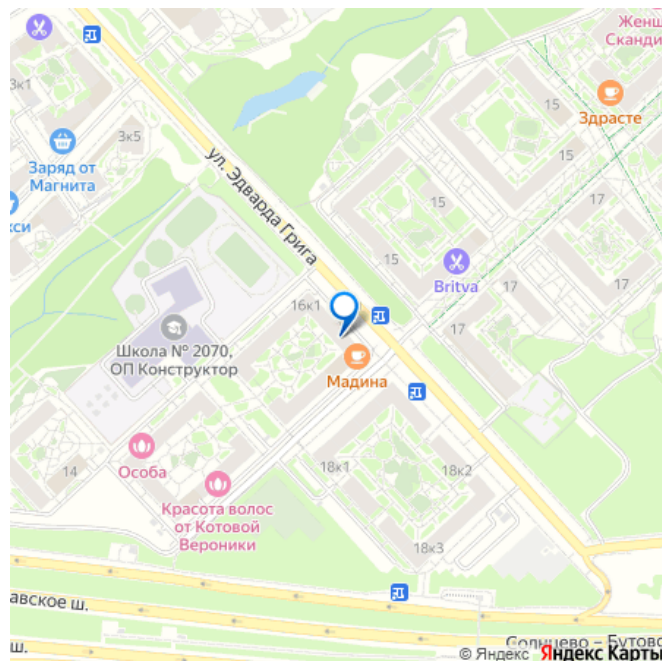 Женщ
Сканди
3к1
15
Здрасте
3к5
Заряд от
Магнита
15
17
кси
ул. Эдварда Грига
15
15
Britva
17
16к1
17
Школа № 2070,
ОП Конструктор
Мадина
Особа
14
18к1
18к2
Красота волос
от Котовой
Вероники
18к3
авское ш.
ш.
Солнцево – Бутово
© Яндекс Яндекс Карты